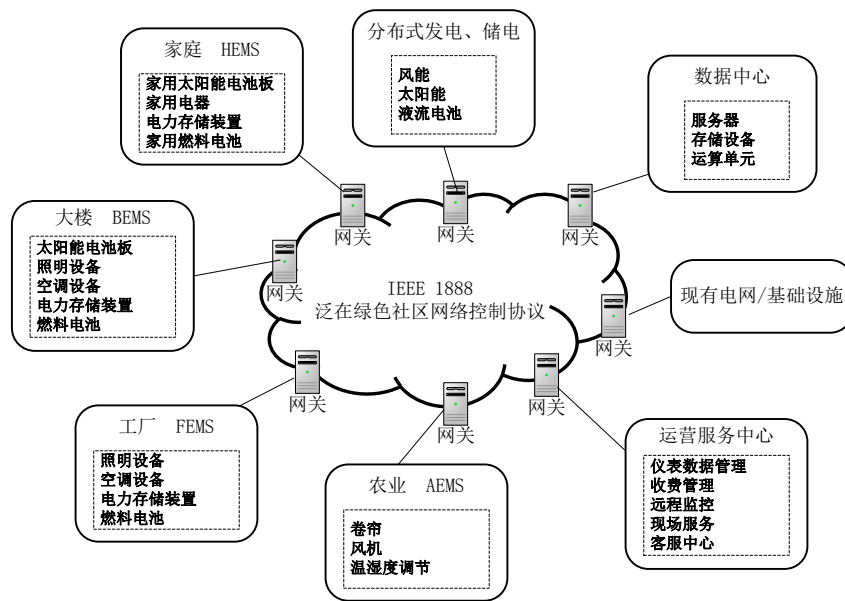 家庭 HEMS
家用太阳能电池板
家用电器
电力存储装置
家用燃料电池
分布式发电、储电
风能
太阳能
液流电池
数据中心
服务器
存储设备
运算单元
网关
网关
网关
大楼 BEMS
太阳能电池板
照明设备
空调设备
电力存储装置
燃料电池
网关
IEEE 1888
泛在绿色社区网络控制协议
现有电网/基础设施
网关
网关
网关
网关
工厂 FEMS
照明设备
空调设备
电力存储装置
燃料电池
农业 AEMS
卷帘
风机
温湿度调节
运营服务中心
仪表数据管理
收费管理
远程监控
现场服务
客服中心